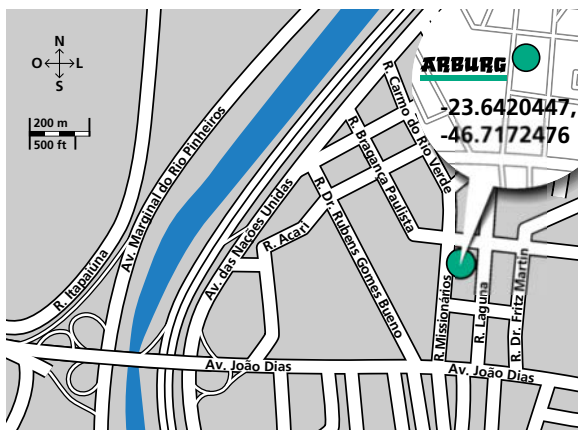 N
O L
S
200 m
500 ft
ARBURG
-23.6420447,
-46.7172476
R. Carmo do Rio Verde
R. Bragança Paulista
Av. Marginal do Rio Pinheiros
R. Itapaiúna
Av. das Nações Unidas
R. Acari
R. Dr. Rubens Gomes Bueno
R. Missionários
R. Laguna
R. Dr. Fritz Martin
Av. João Dias
Av. João Dias